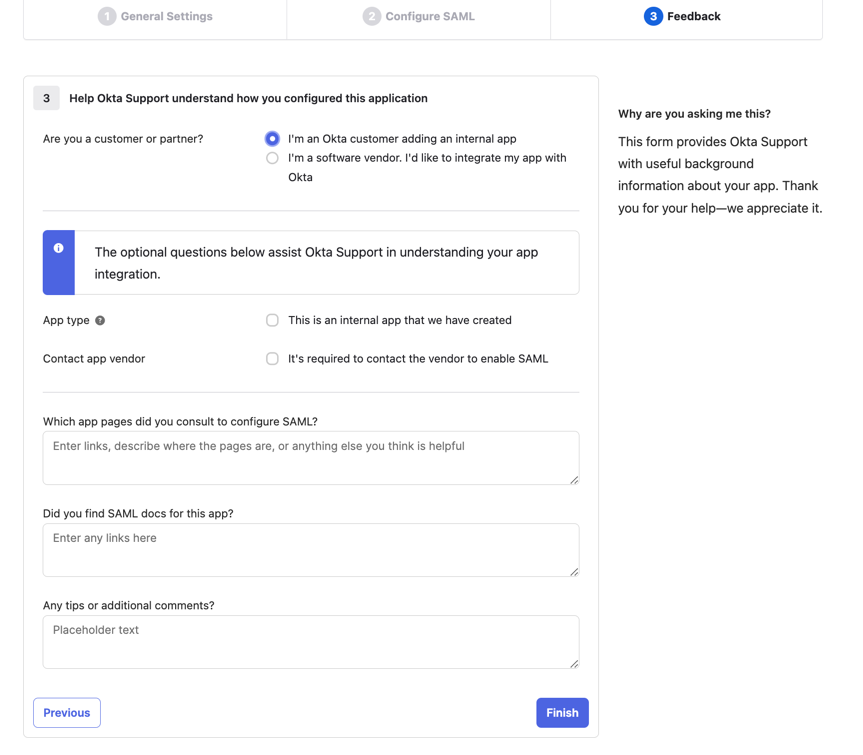 1 General Settings
2 Configure SAML
3 Feedback
3 Help Okta Support understand how you configured this application
Are you a customer or partner?
I'm an Okta customer adding an internal app
I'm a software vendor. I'd like to integrate my app with
Okta
Why are you asking me this?
This form provides Okta Support
with useful background
information about your app. Thank
you for your help—we appreciate it.
The optional questions below assist Okta Support in understanding your app
integration.
App type ?
This is an internal app that we have created
Contact app vendor
It's required to contact the vendor to enable SAML
Which app pages did you consult to configure SAML?
Enter links, describe where the pages are, or anything else you think is helpful
Did you find SAML docs for this app?
Enter any links here
Any tips or additional comments?
Placeholder text
Previous
Finish